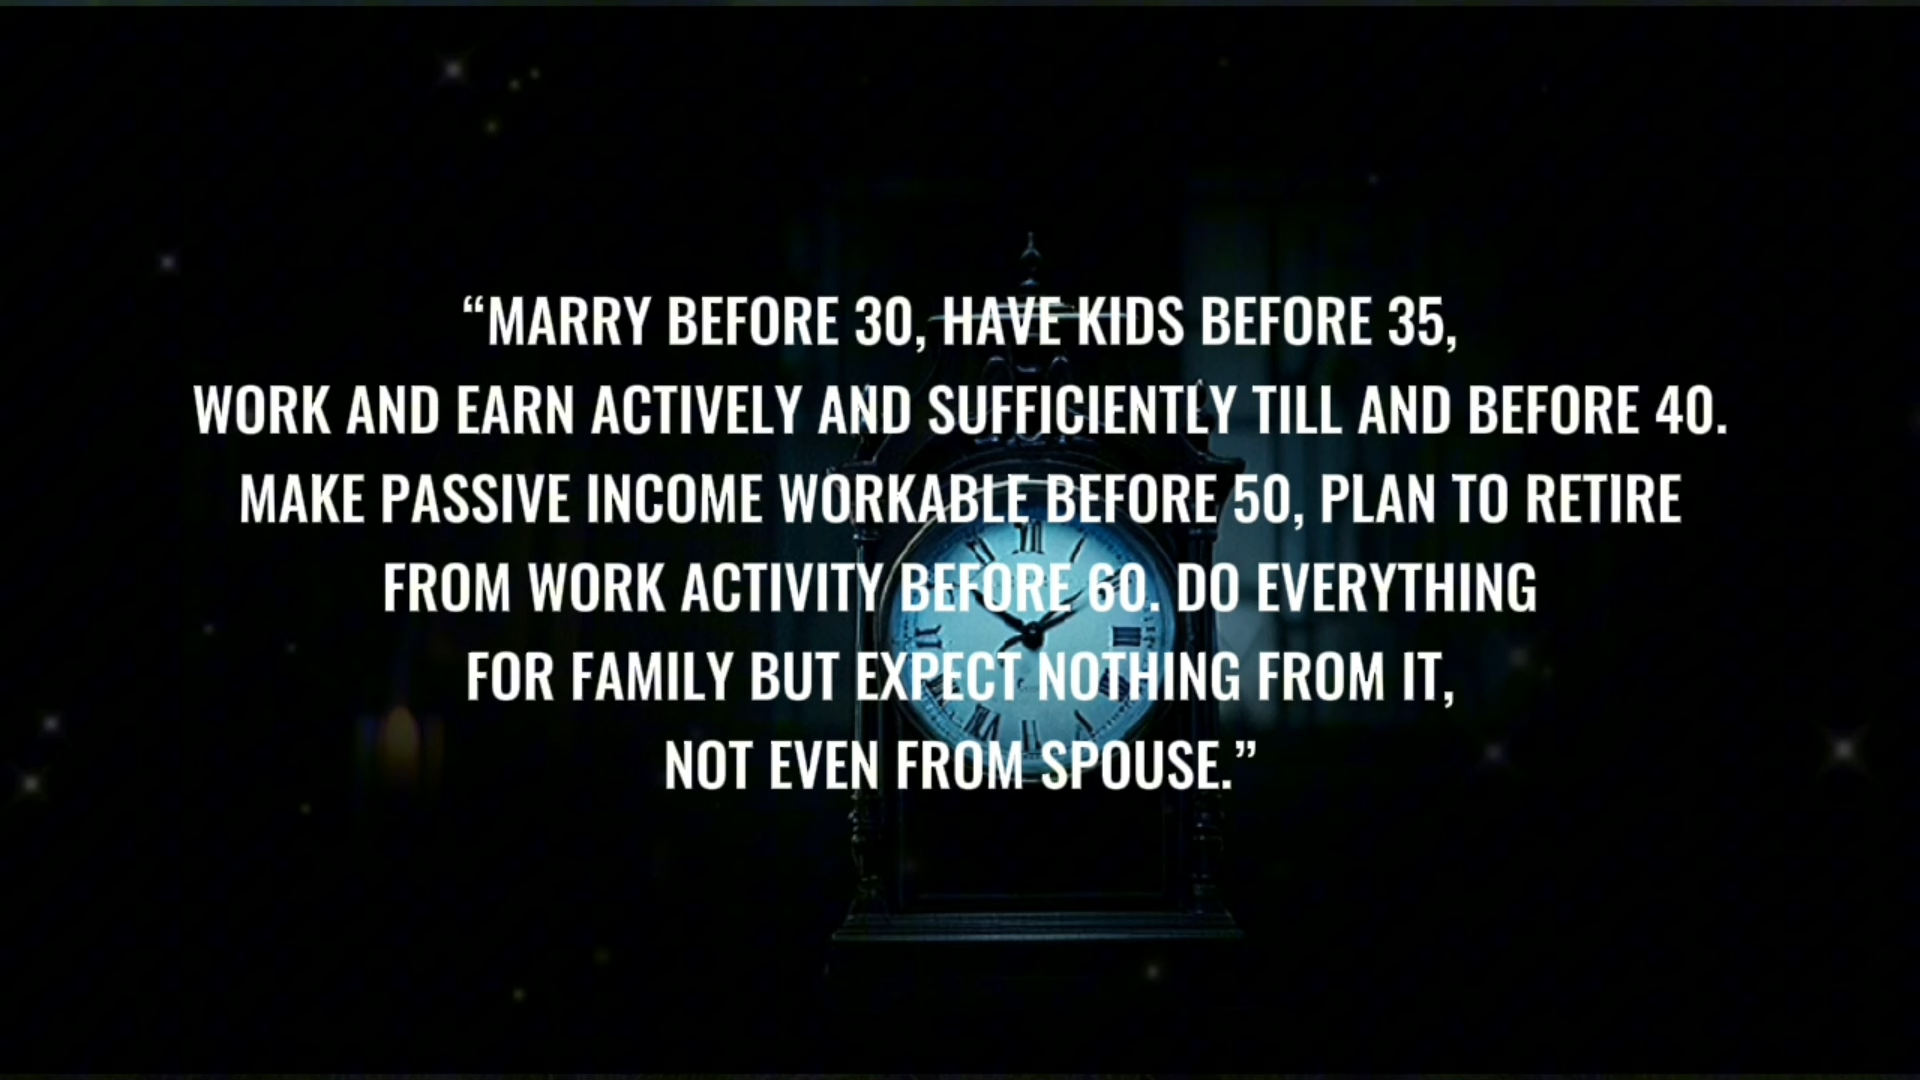 “MARRY BEFORE 30, HAVE KIDS BEFORE 35,
WORK AND EARN ACTIVELY AND SUFFICIENTLY TILL AND BEFORE 40.
MAKE PASSIVE INCOME WORKABLE BEFORE 50, PLAN TO RETIRE
FROM WORK ACTIVITY BEFORE 60. DO EVERYTHING
FOR FAMILY BUT EXPECT NOTHING FROM IT,
NOT EVEN FROM SPOUSE.”